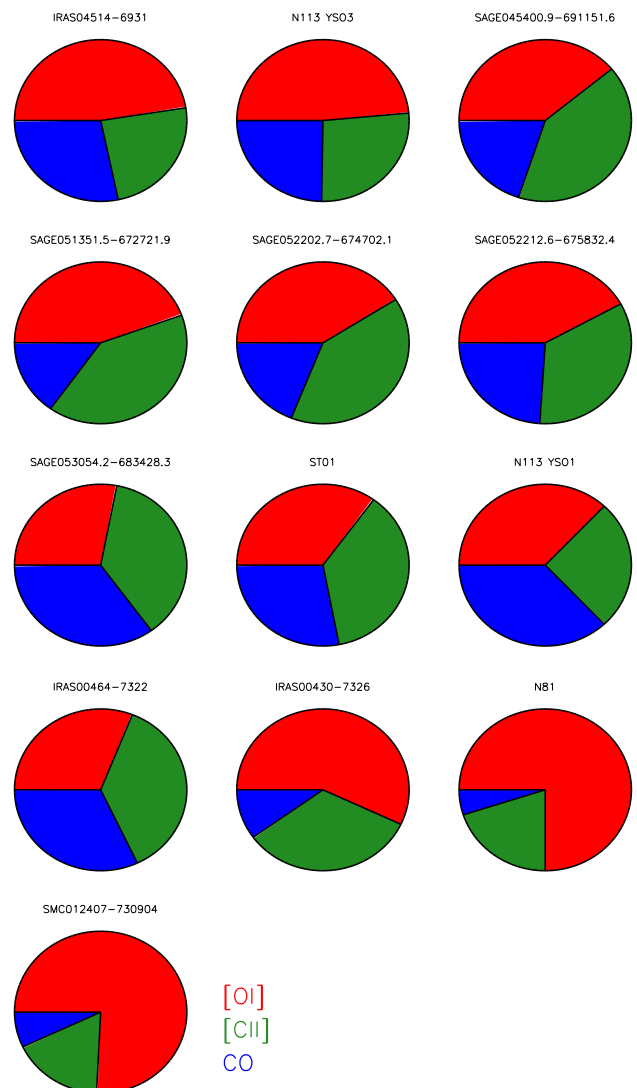 IRAS04514-6931
N113 YSO3
SAGE045400.9-691151.6
SAGE051351.5-672721.9
SAGE052202.7-674702.1
SAGE052212.6-675832.4
SAGE053054.2-683428.3
ST01
N113 YSO1
IRAS00464-7322
IRAS00430-7326
N81
SMC012407-730904
[OI]
[CII]
CO